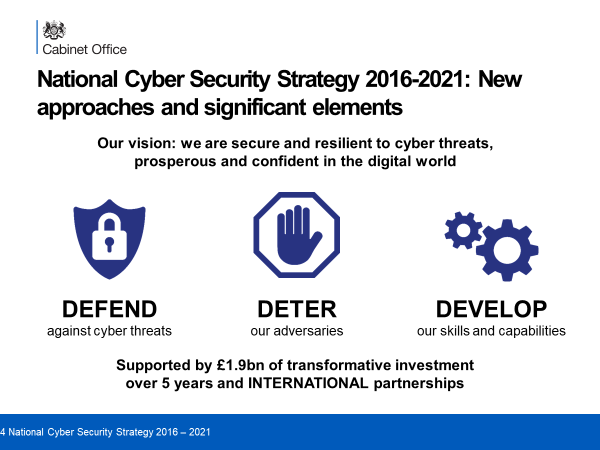 Cabinet Office
National Cyber Security Strategy 2016-2021: New
approaches and significant elements
Our vision: we are secure and resilient to cyber threats,
prosperous and confident in the digital world
DEFEND
against cyber threats
DETER
our adversaries
DEVELOP
our skills and capabilities
Supported by £1.9bn of transformative investment
over 5 years and INTERNATIONAL partnerships
4 National Cyber Security Strategy 2016 – 2021